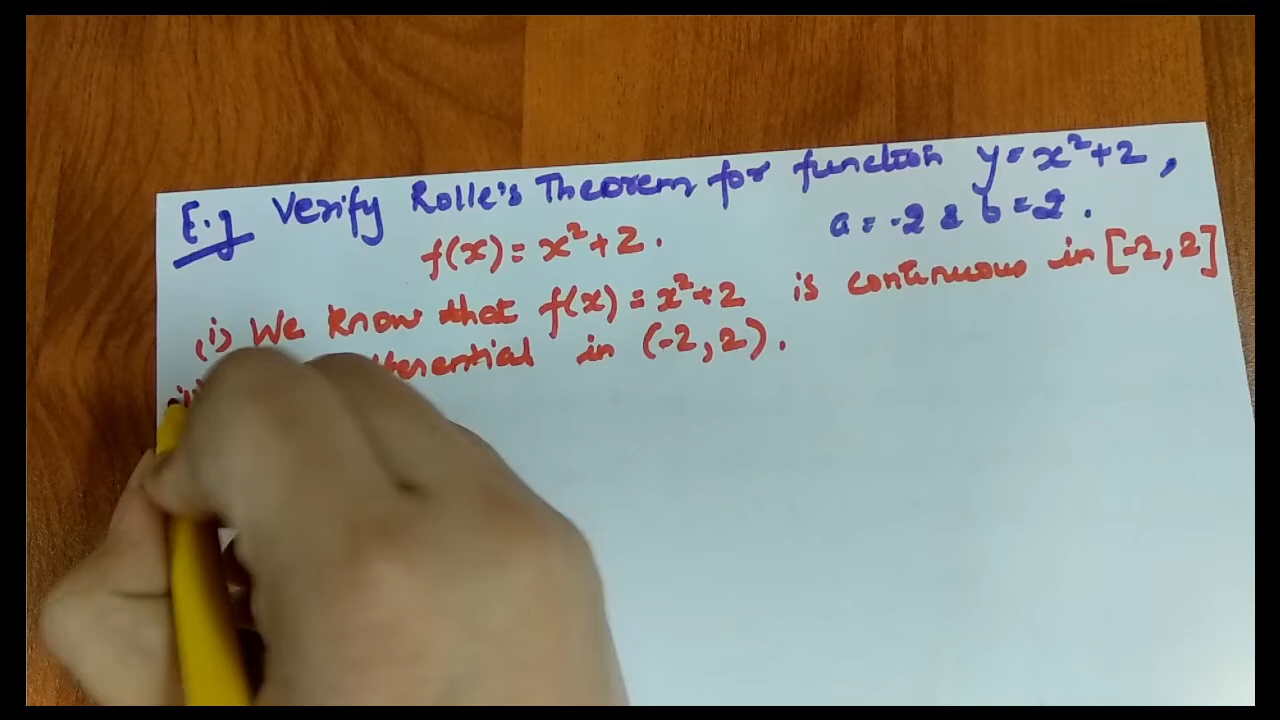 E.g Verify Rolle's Theorem for function y = x²+2,
a = -2 & b = 2.
f(x) = x²+2.
(i) We know that f(x) = x²+2 is continuous in [-2, 2]
in (-2, 2).